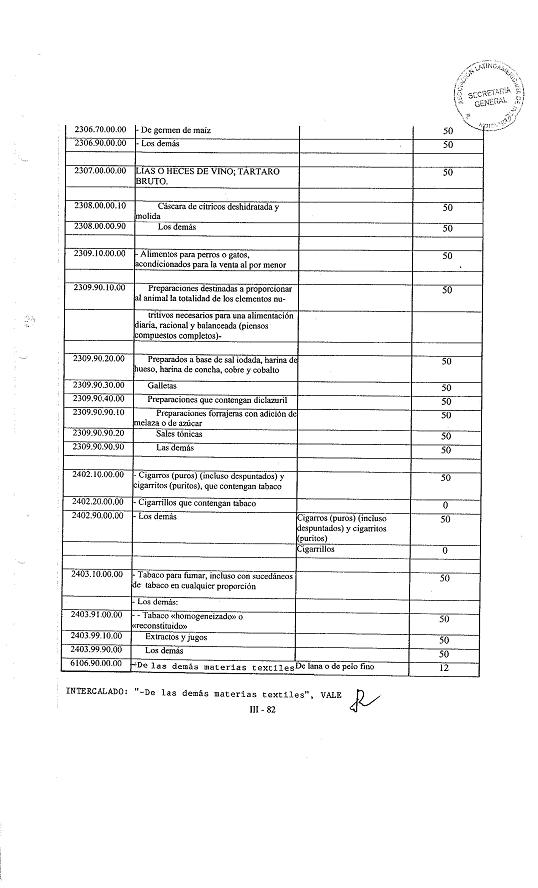 ASOCIACION LATINOAMERICANA DE
SECRETARIA
GENERAL
2306.70.00.00 - De germen de maíz 50
2306.90.00.00 - Los demás 50
2307.00.00.00 LIAS O HECES DE VINO; TARTARO 50
BRUTO.
2308.00.00.10 Cáscara de cítricos deshidratada y 50
molida
2308.00.00.90 Los demás 50
2309.10.00.00 - Alimentos para perros o gatos, 50
acondicionados para la venta al por menor
2309.90.10.00 Preparaciones destinadas a proporcionar 50
al animal la totalidad de los elementos nu-
tritivos necesarios para una alimentación
diaria, racional y balanceada (piensos
compuestos completos)-
2309.90.20.00 Preparados a base de sal iodada, harina de 50
hueso, harina de concha, cobre y cobalto
2309.90.30.00 Galletas 50
2309.90.40.00 Preparaciones que contengan diclazuril 50
2309.90.90.10 Preparaciones forrajeras con adición de 50
melaza o de azúcar
2309.90.90.20 Sales tónicas 50
2309.90.90.90 Las demás 50
2402.10.00.00 - Cigarros (puros) (incluso despuntados) y 50
cigarritos (puritos), que contengan tabaco
2402.20.00.00 - Cigarrillos que contengan tabaco 0
2402.90.00.00 - Los demás Cigarros (puros) (incluso 50
despuntados) y cigarritos
(puritos)
Cigarrillos 0
2403.10.00.00 - Tabaco para fumar, incluso con sucedáneos 50
de tabaco en cualquier proporción
- Los demás:
2403.91.00.00 - - Tabaco «homogeneizado» o 50
«reconstituido»
2403.99.10.00 Extractos y jugos 50
2403.99.90.00 Los demás 50
6106.90.00.00 -De las demás materias textiles De lana o de pelo fino 12
INTERCALADO: "-De las demás materias textiles", VALE
III - 82